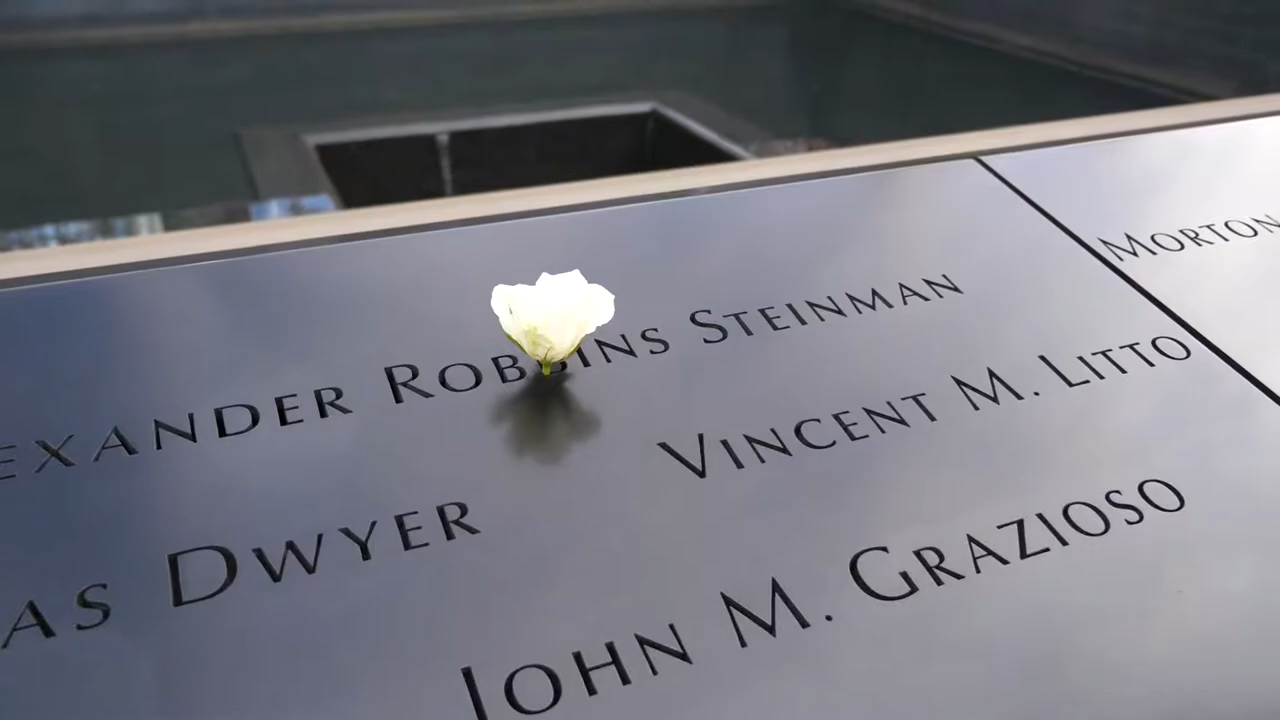 EXANDER ROBBINS STEINMAN
MORTON
VINCENT M. LITTO
AS DWYER
JOHN M. GRAZIOSO